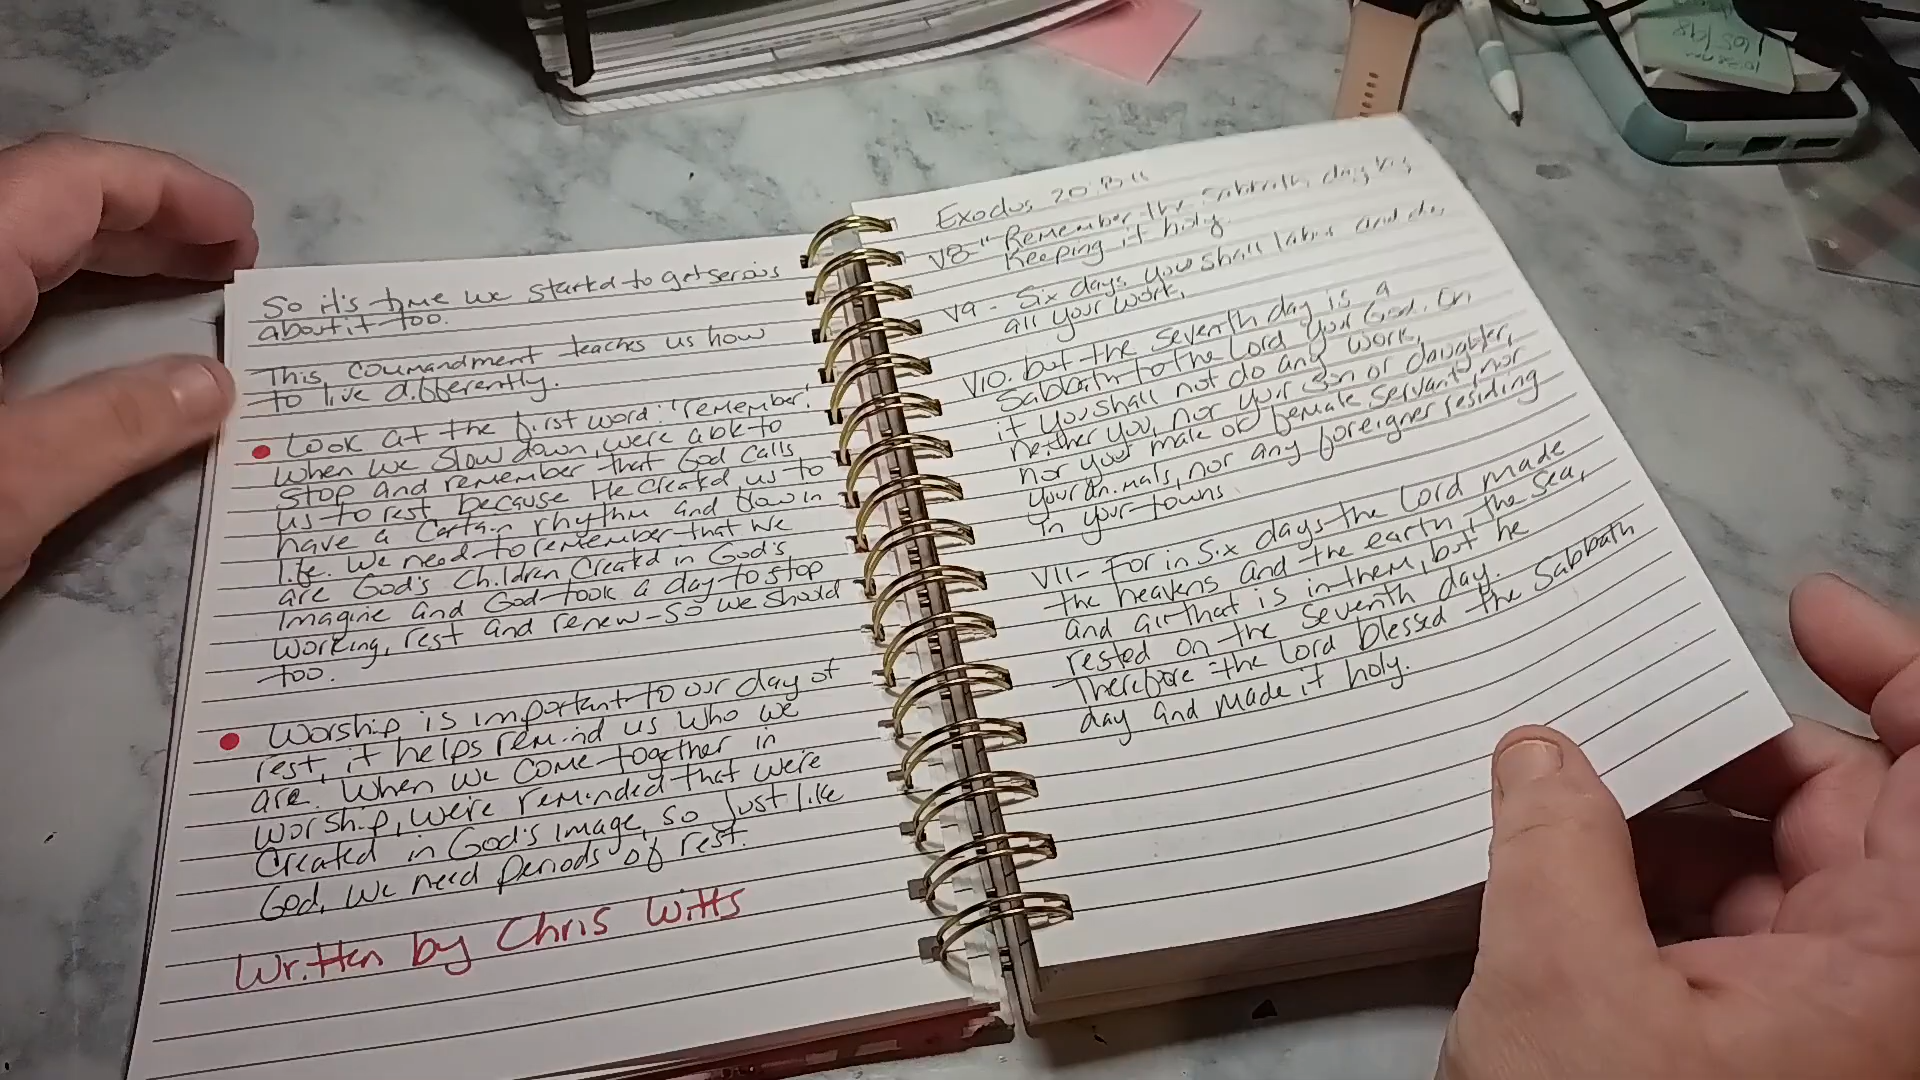 So it's time we started to get serious
about it too.
This commandment teaches us how
to live differently.
Look at the first word: "remember."
When we slow down, were able to
stop and remember that God calls
us to rest because He created us to
have a certain rhythm and flow in
life. We need to remember that we
are God's children created in God's
imagine and God took a day to stop
working, rest and renew - so we should
too.
Worship is important to our day of
rest, it helps remind us who we
are. When we come together in
worship, we're reminded that were
created in God's image, so just like
God, we need periods of rest.
Written by Chris Witts
Exodus 20:8-11
V8-" Remember the Sabbath day by
Keeping it holy.
V9 - Six days you shall labor and do
all your work,
V10. but the seventh day is a
Sabbath to the Lord your God. On
it you shall not do any work,
neither you, nor your son or daughter,
nor your male or female servant, nor
your animals, nor any foreigner residing
in your towns.
V11- For in six days the Lord made
the heavens and the earth, the sea,
and all that is in them, but he
rested on the seventh day.
Therefore the Lord blessed the Sabbath
day and made it holy.